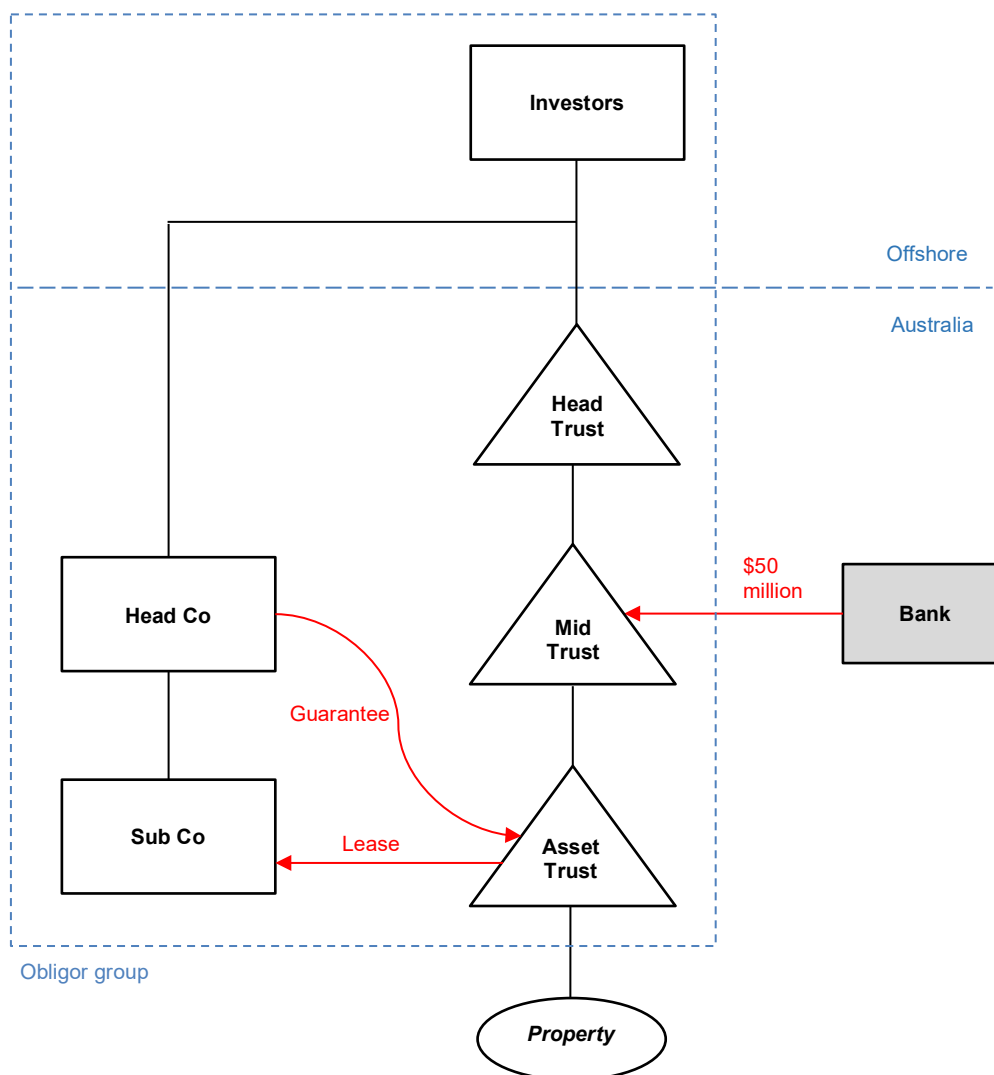 Investors
Offshore
Australia
Head
Trust
$50
million
Head Co
Mid
Trust
Bank
Guarantee
Sub Co
Lease
Asset
Trust
Obligor group
Property